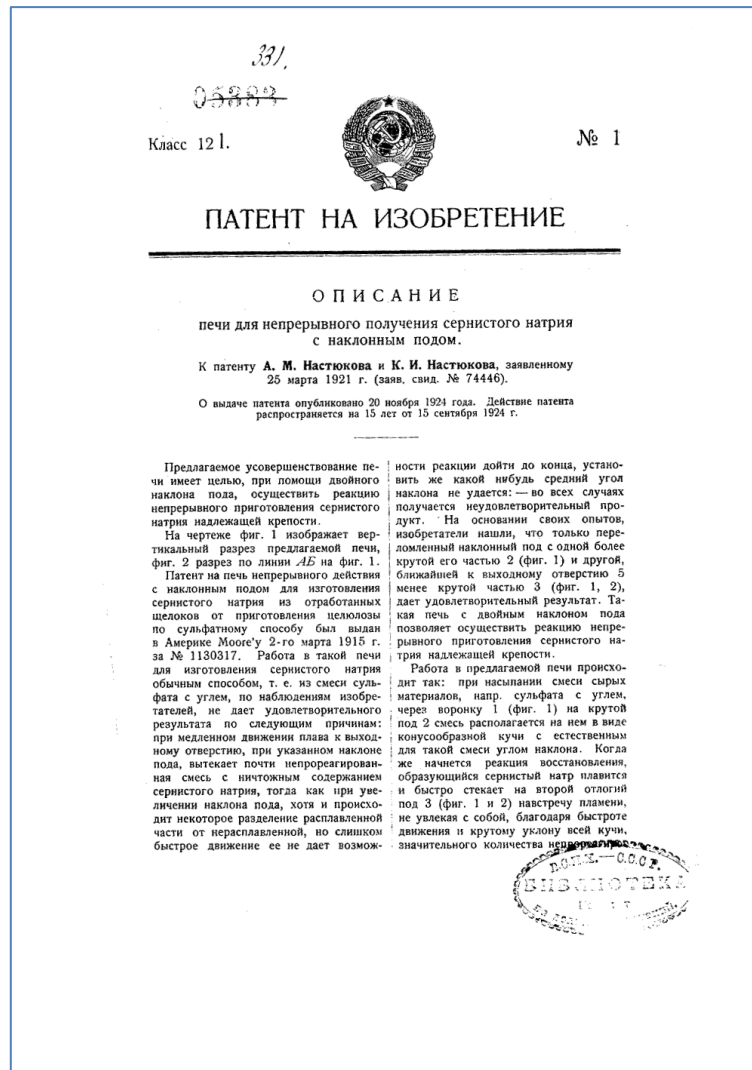 331.
05383
Класс 12 l.
№ 1
ПАТЕНТ НА ИЗОБРЕТЕНИЕ
ОПИСАНИЕ
печи для непрерывного получения сернистого натрия
с наклонным подом.
К патенту А. М. Настюкова и К. И. Настюкова, заявленному
25 марта 1921 г. (заяв. свид. № 74446).
О выдаче патента опубликовано 20 ноября 1924 года. Действие патента
распространяется на 15 лет от 15 сентября 1924 г.
Предлагаемое усовершенствование пе-
чи имеет целью, при помощи двойного
наклона пода, осуществить реакцию
непрерывного приготовления сернистого
натрия надлежащей крепости.
На чертеже фиг. 1 изображает вер-
тикальный разрез предлагаемой печи,
фиг. 2 разрез по линии АБ на фиг. 1.
Патент на печь непрерывного действия
с наклонным подом для изготовления
сернистого натрия из отработанных
щелоков от приготовления целюлозы
по сульфатному способу был выдан
в Америке Moore'у 2-го марта 1915 г.
за № 1130317. Работа в такой печи
для изготовления сернистого натрия
обычным способом, т. е. из смеси суль-
фата с углем, по наблюдениям изобре-
тателей, не дает удовлетворительного
результата по следующим причинам:
при медленном движении плава к выход-
ному отверстию, при указанном наклоне
пода, вытекает почти непрореагирован-
ная смесь с ничтожным содержанием
сернистого натрия, тогда как при уве-
личении наклона пода, хотя и происхо-
дит некоторое разделение расплавленной
части от нерасплавленной, но слишком
быстрое движение ее не дает возмож-
ности реакции дойти до конца, устано-
вить же какой нибудь средний угол
наклона не удается: — во всех случаях
получается неудовлетворительный про-
дукт. На основании своих опытов,
изобретатели нашли, что только пере-
ломленный наклонный под с одной более
крутой его частью 2 (фиг. 1) и другой,
ближайшей к выходному отверстию 5
менее крутой частью 3 (фиг. 1, 2),
дает удовлетворительный результат. Та-
кая печь с двойным наклоном пода
позволяет осуществить реакцию непре-
рывного приготовления сернистого на-
трия надлежащей крепости.
Работа в предлагаемой печи происхо-
дит так: при насыпании смеси сырых
материалов, напр. сульфата с углем,
через воронку 1 (фиг. 1) на крутой
под 2 смесь располагается на нем в виде
конусообразной кучи с естественным
для такой смеси углом наклона. Когда
же начнется реакция восстановления,
образующийся сернистый натр плавится
и быстро стекает на второй отлогий
под 3 (фиг. 1 и 2) навстречу пламени,
не увлекая с собой, благодаря быстроте
движения и крутому уклону всей кучи,
значительного количества
В.С.Н.Х.—С.С.С.Р.
БИБЛИОТЕКА